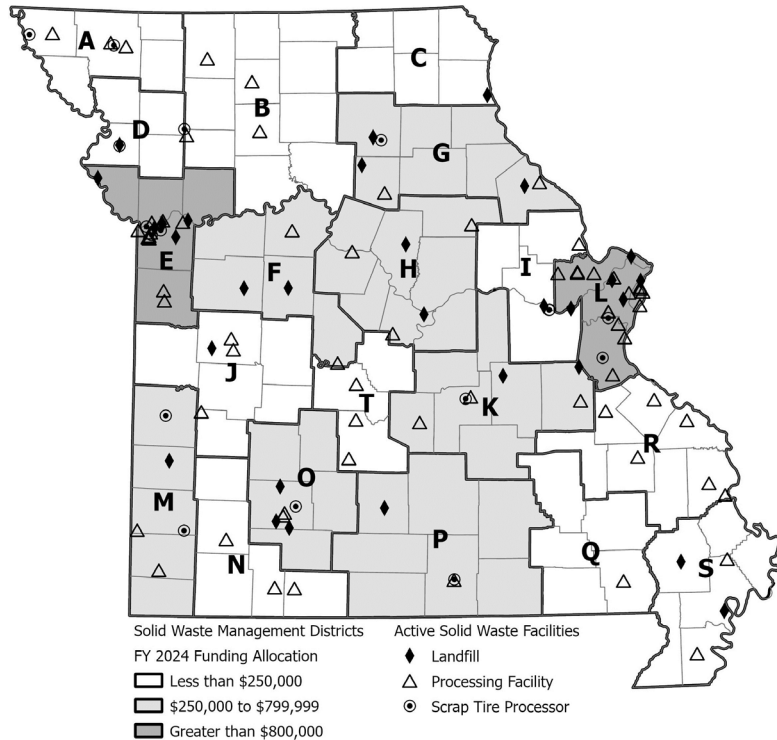 A
C
B
D
G
E
F
H
I
L
J
T
K
R
M
O
P
N
Q
S
Solid Waste Management Districts
FY 2024 Funding Allocation
Less than $250,000
$250,000 to $799,999
Greater than $800,000
Active Solid Waste Facilities
Landfill
Processing Facility
Scrap Tire Processor